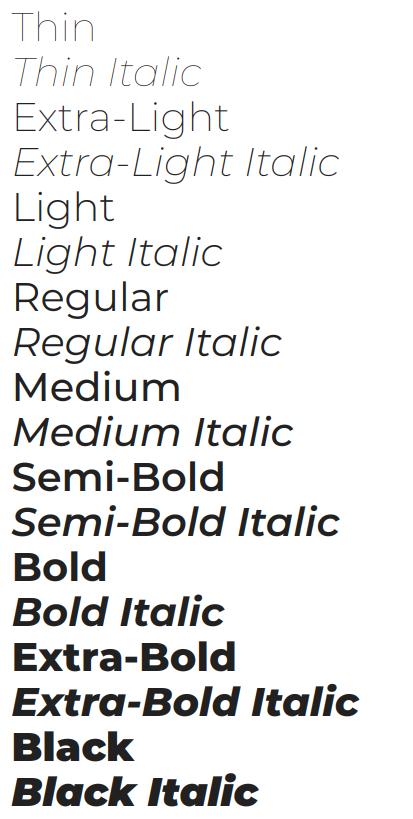 Thin
Thin Italic
Extra-Light
Extra-Light Italic
Light
Light Italic
Regular
Regular Italic
Medium
Medium Italic
Semi-Bold
Semi-Bold Italic
Bold
Bold Italic
Extra-Bold
Extra-Bold Italic
Black
Black Italic